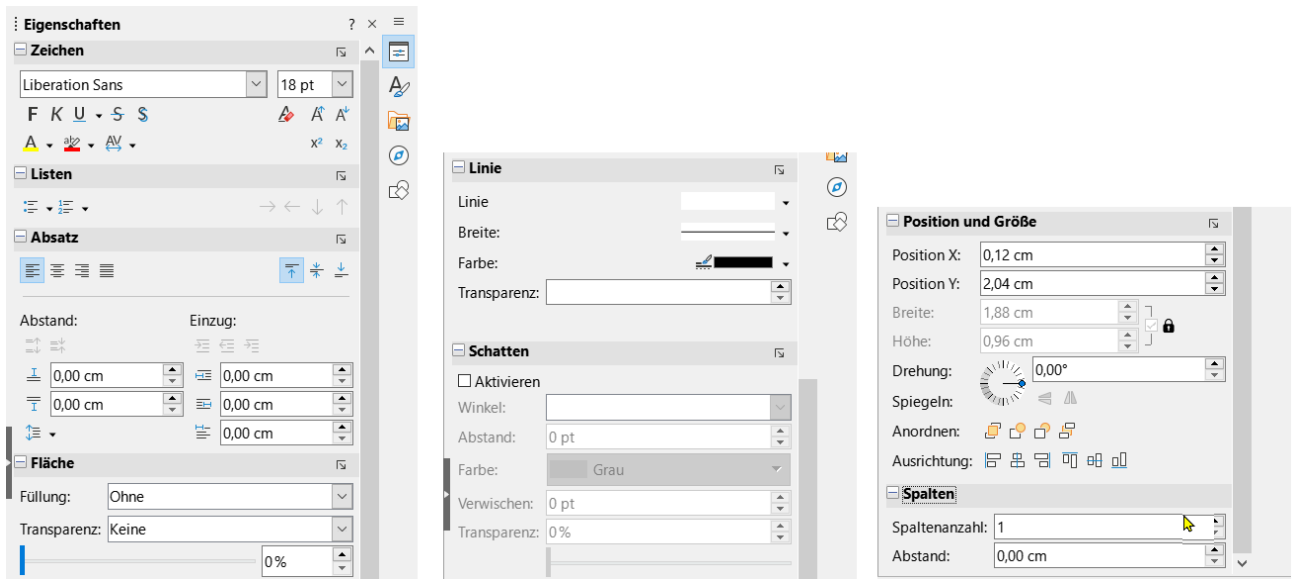 Eigenschaften ?
Zeichen
Liberation Sans 18 pt
F K U S S A A A
A ab AV x² x₂
Listen
Absatz
Abstand: Einzug:
0,00 cm 0,00 cm
0,00 cm 0,00 cm
0,00 cm
Fläche
Füllung: Ohne
Transparenz: Keine
0%
Linie
Linie
Breite:
Farbe:
Transparenz:
Schatten
Aktivieren
Winkel:
Abstand: 0 pt
Farbe: Grau
Verwischen: 0 pt
Transparenz: 0%
Position und Größe
Position X: 0,12 cm
Position Y: 2,04 cm
Breite: 1,88 cm
Höhe: 0,96 cm
Drehung: 0,00°
Spiegeln:
Anordnen:
Ausrichtung:
Spalten
Spaltenanzahl: 1
Abstand: 0,00 cm